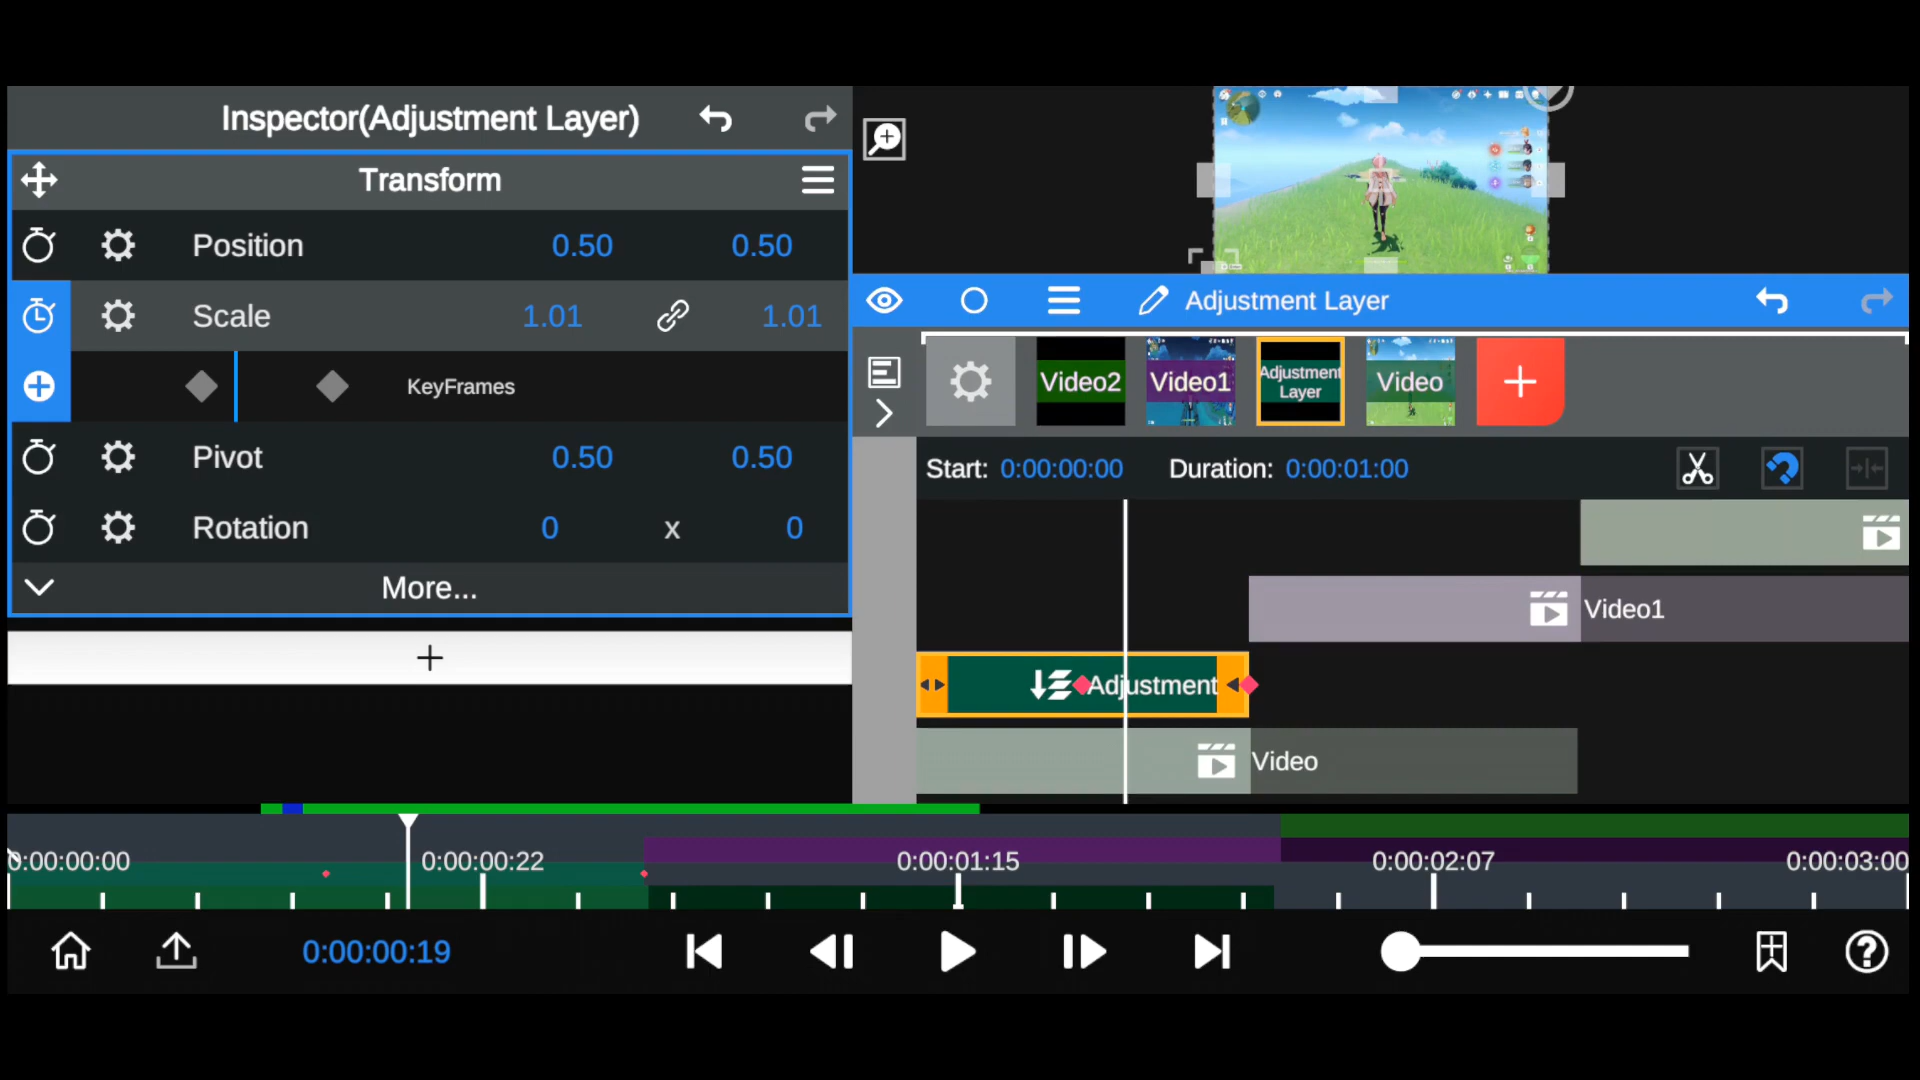 Inspector(Adjustment Layer)
Transform
Position 0.50 0.50
Scale 1.01 1.01
KeyFrames
Pivot 0.50 0.50
Rotation 0 x 0
More...
Adjustment Layer
Video2
Video1
Adjustment
Layer
Video
Start: 0:00:00:00 Duration: 0:00:01:00
Video1
Adjustment
Video
0:00:00:00 0:00:00:22 0:00:01:15 0:00:02:07 0:00:03:00
0:00:00:19